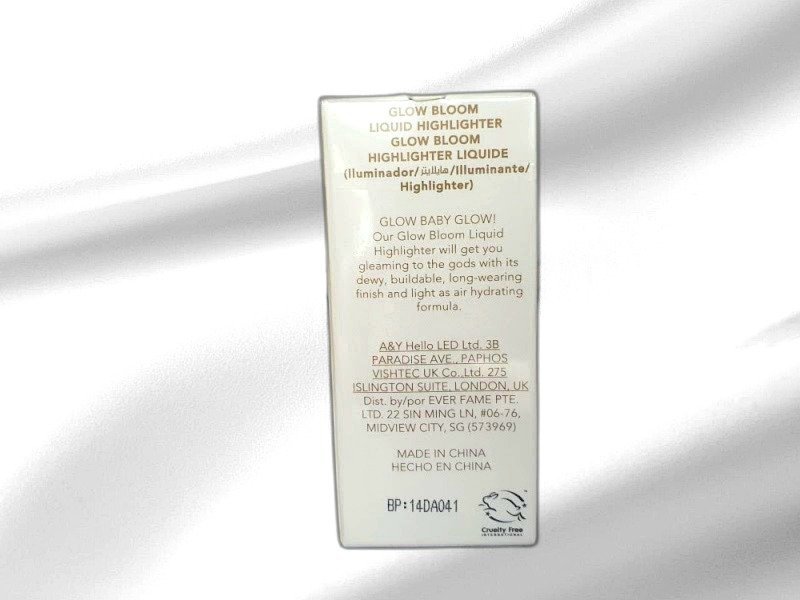 GLOW BLOOM
LIQUID HIGHLIGHTER
GLOW BLOOM
HIGHLIGHTER LIQUIDE
(Iluminador/هايلايتر/Illuminante/
Highlighter)
GLOW BABY GLOW!
Our Glow Bloom Liquid
Highlighter will get you
gleaming to the gods with its
dewy, buildable, long-wearing
finish and light as air hydrating
formula.
A&Y Hello LED Ltd. 3B
PARADISE AVE., PAPHOS
VISHTEC UK Co.,Ltd. 275
ISLINGTON SUITE, LONDON, UK
Dist. by/por EVER FAME PTE.
LTD. 22 SIN MING LN, #06-76,
MIDVIEW CITY, SG (573969)
MADE IN CHINA
HECHO EN CHINA
BP:14DA041
Cruelty Free
INTERNATIONAL